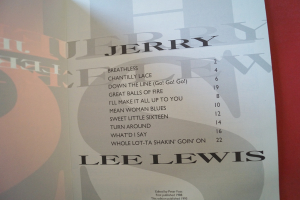 JERRY
BREATHLESS 2
CHANTILLY LACE 4
DOWN THE LINE (Go! Go! Go!) 6
GREAT BALLS OF FIRE 19
I'LL MAKE IT ALL UP TO YOU 8
MEAN WOMAN BLUES 10
SWEET LITTLE SIXTEEN 12
TURN AROUND 14
WHAT'D I SAY 16
WHOLE LOT-TA SHAKIN' GOIN' ON 22
LEE LEWIS